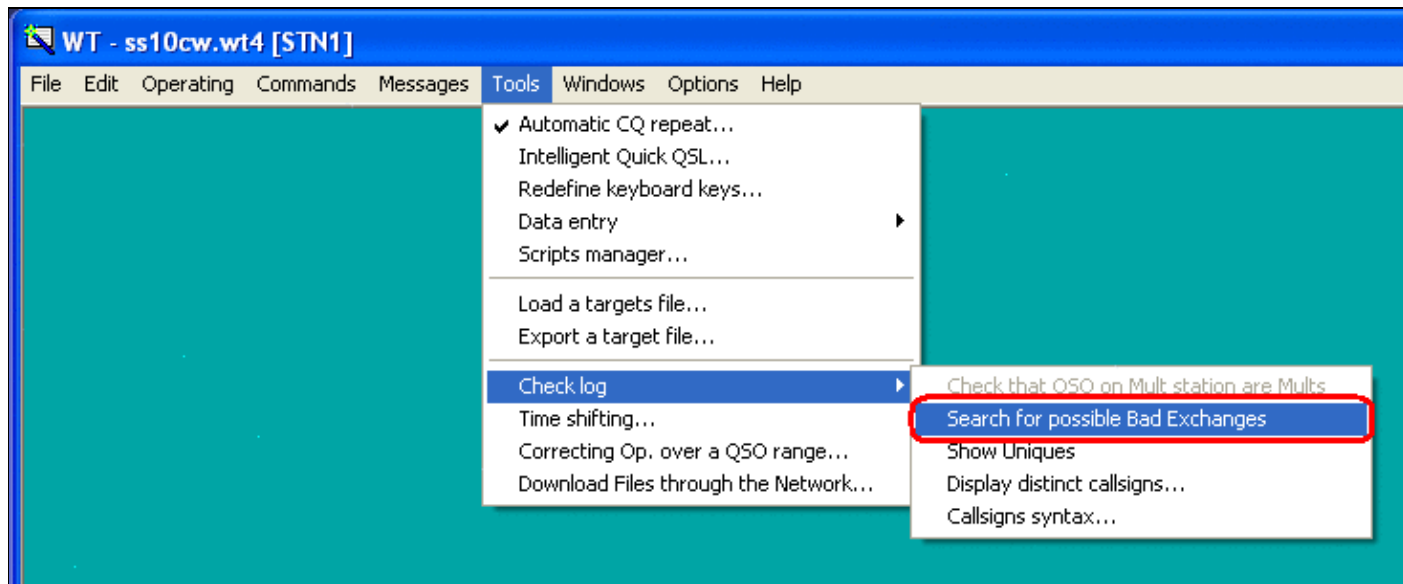 WT - ss10cw.wt4 [STN1]
File Edit Operating Commands Messages Tools Windows Options Help
Automatic CQ repeat...
Intelligent Quick QSL...
Redefine keyboard keys...
Data entry
Scripts manager...
Load a targets file...
Export a target file...
Check log
Time shifting...
Correcting Op. over a QSO range...
Download Files through the Network...
Check that QSO on Mult station are Mults
Search for possible Bad Exchanges
Show Uniques
Display distinct callsigns...
Callsigns syntax...